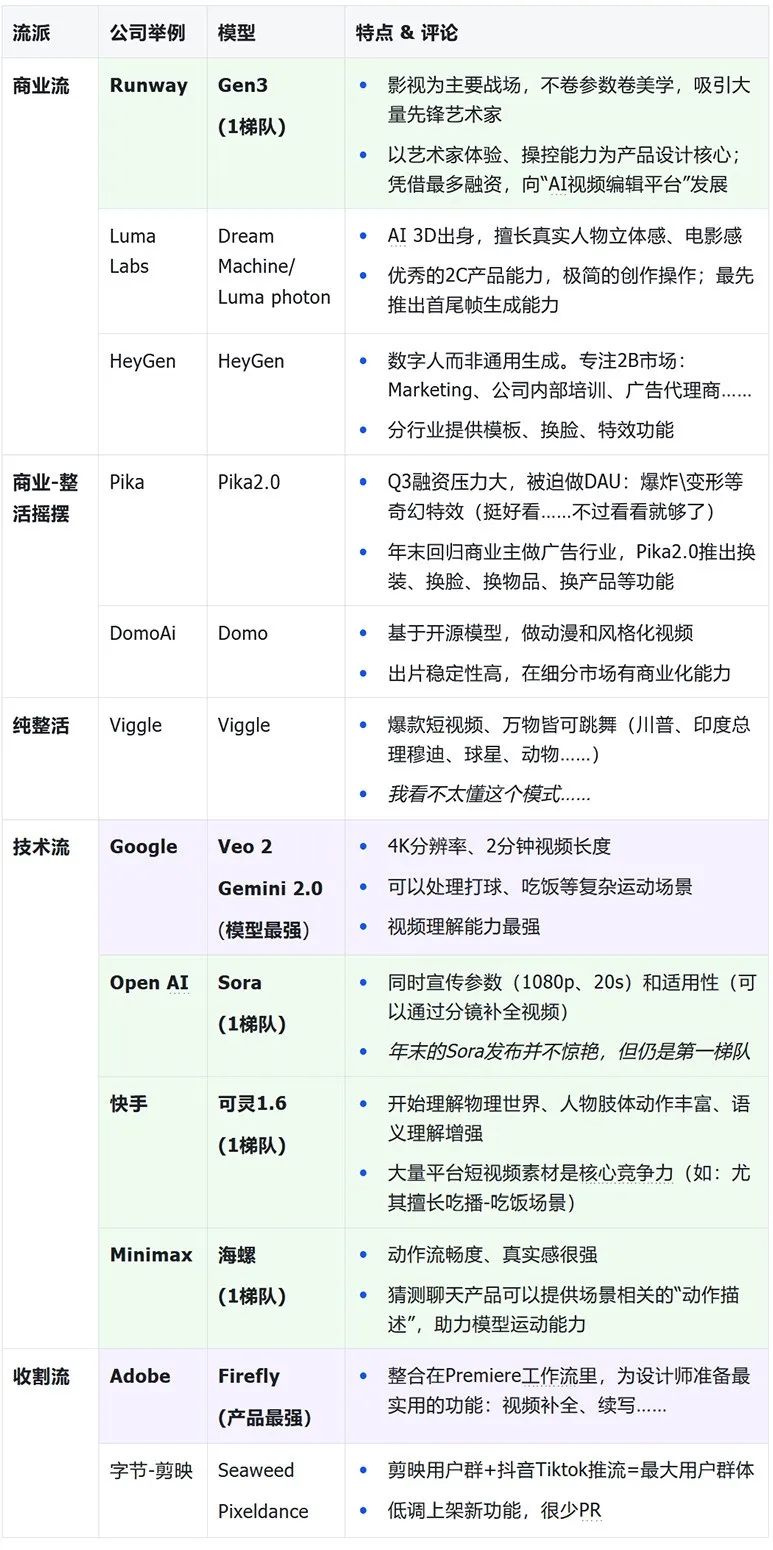 流派 公司举例 模型 特点 & 评论
商业流 Runway Gen3
(1梯队)
• 影视为主要战场，不卷参数卷美学，吸引大
量先锋艺术家
• 以艺术家体验、操控能力为产品设计核心；
凭借最多融资，向“AI视频编辑平台”发展
Luma
Labs
Dream
Machine/
Luma photon
• AI 3D出身，擅长真实人物立体感、电影感
• 优秀的2C产品能力，极简的创作操作；最先
推出首尾帧生成能力
HeyGen HeyGen
• 数字人而非通用生成。专注2B市场：
Marketing、公司内部培训、广告代理商……
• 分行业提供模板、换脸、特效功能
商业-整
活摇摆
Pika Pika2.0
• Q3融资压力大，被迫做DAU：爆炸\变形等
奇幻特效（挺好看……不过看看就够了）
• 年末回归商业主做广告行业，Pika2.0推出换
装、换脸、换物品、换产品等功能
DomoAi Domo
• 基于开源模型，做动漫和风格化视频
• 出片稳定性高，在细分市场有商业化能力
纯整活 Viggle Viggle
• 爆款短视频、万物皆可跳舞（川普、印度总
理穆迪、球星、动物……）
• 我看不太懂这个模式……
技术流 Google Veo 2
Gemini 2.0
(模型最强)
• 4K分辨率、2分钟视频长度
• 可以处理打球、吃饭等复杂运动场景
• 视频理解能力最强
Open AI Sora
(1梯队)
• 同时宣传参数（1080p、20s）和适用性（可
以通过分镜补全视频）
• 年末的Sora发布并不惊艳，但仍是第一梯队
快手 可灵1.6
(1梯队)
• 开始理解物理世界、人物肢体动作丰富、语
义理解增强
• 大量平台短视频素材是核心竞争力（如：尤
其擅长吃播-吃饭场景）
Minimax 海螺
(1梯队)
• 动作流畅度、真实感很强
• 猜测聊天产品可以提供场景相关的“动作描
述”，助力模型运动能力
收割流 Adobe Firefly
(产品最强)
• 整合在Premiere工作流里，为设计师准备最
实用的功能：视频补全、续写……
字节-剪映 Seaweed
Pixeldance
• 剪映用户群+抖音Tiktok推流=最大用户群体
• 低调上架新功能，很少PR